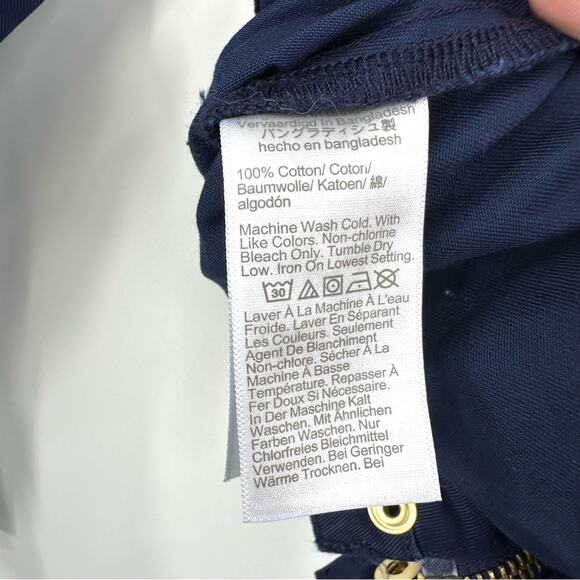 Vervaardigd In Bangladesh
バングラディシュ製
hecho en bangladesh
100% Cotton/ Coton/
Baumwolle/ Katoen/ 綿/
algodón
Machine Wash Cold. With
Like Colors. Non-chlorine
Bleach Only. Tumble Dry
Low. Iron On Lowest Setting.
30
Laver À La Machine À L'eau
Froide. Laver En Séparant
Les Couleurs. Seulement
Agent De Blanchiment
Non-chlore. Sécher À La
Machine À Basse
Température. Repasser À
Fer Doux Si Nécessaire.
In Der Maschine Kalt
Waschen. Mit Ähnlichen
Farben Waschen. Nur
Chlorfreies Bleichmittel
Verwenden. Bei Geringer
Wärme Trocknen. Bei